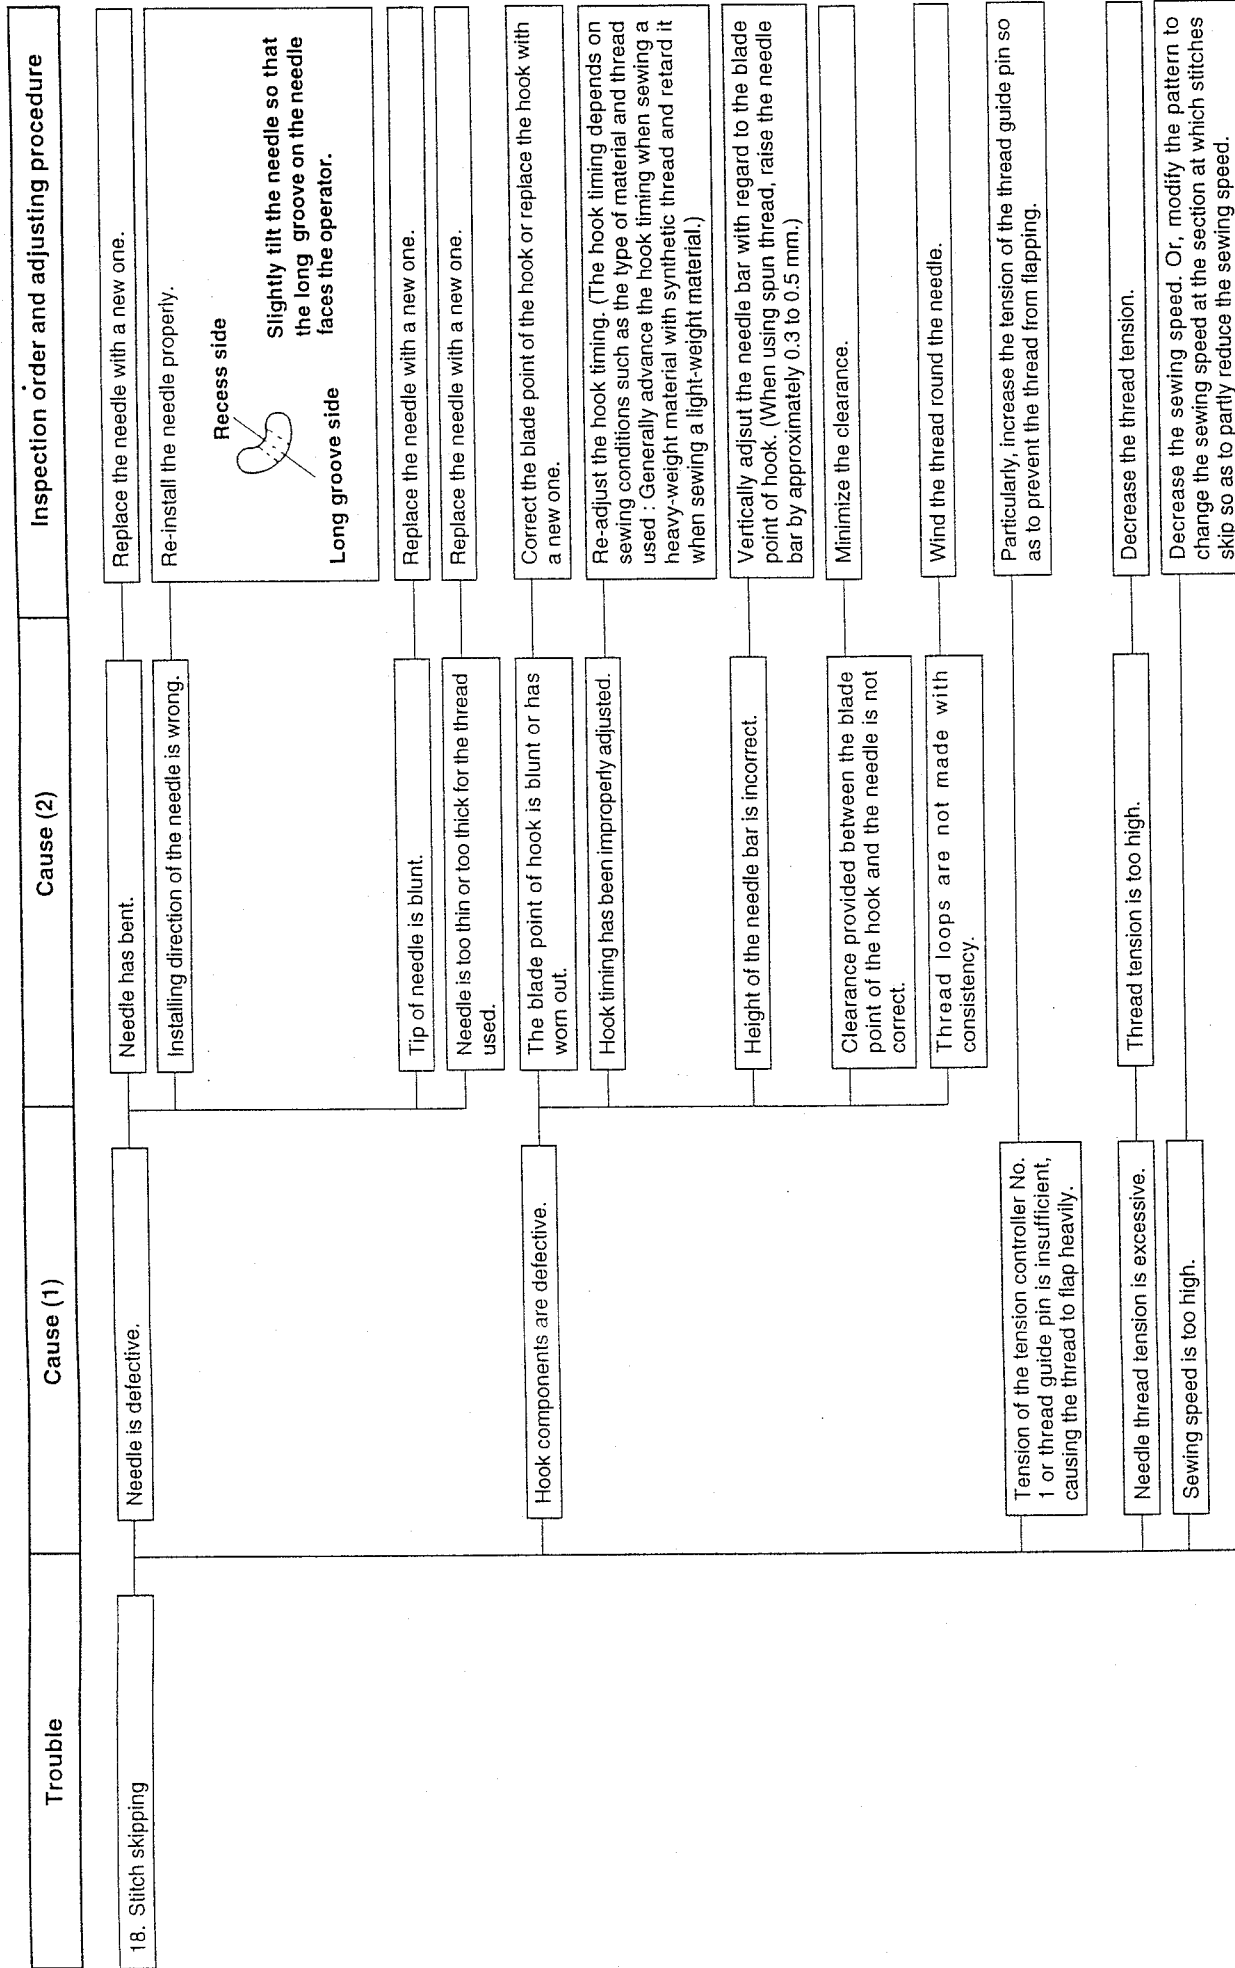 Trouble
Cause (1)
Cause (2)
Inspection order and adjusting procedure
18. Stitch skipping
Needle is defective.
Needle has bent.
Replace the needle with a new one.
Installing direction of the needle is wrong.
Re-install the needle properly.
Recess side
Long groove side
Slightly tilt the needle so that
the long groove on the needle
faces the operator.
Tip of needle is blunt.
Replace the needle with a new one.
Needle is too thin or too thick for the thread
used.
Replace the needle with a new one.
Hook components are defective.
The blade point of hook is blunt or has
worn out.
Correct the blade point of the hook or replace the hook with
a new one.
Hook timing has been improperly adjusted.
Re-adjust the hook timing. (The hook timing depends on
sewing conditions such as the type of material and thread
used : Generally advance the hook timing when sewing a
heavy-weight material with synthetic thread and retard it
when sewing a light-weight material.)
Height of the needle bar is incorrect.
Vertically adjsut the needle bar with regard to the blade
point of hook. (When using spun thread, raise the needle
bar by approximately 0.3 to 0.5 mm.)
Clearance provided between the blade
point of the hook and the needle is not
correct.
Minimize the clearance.
Thread loops are not made with
consistency.
Wind the thread round the needle.
Tension of the tension controller No.
1 or thread guide pin is insufficient,
causing the thread to flap heavily.
Particularly, increase the tension of the thread guide pin so
as to prevent the thread from flapping.
Needle thread tension is excessive.
Thread tension is too high.
Decrease the thread tension.
Sewing speed is too high.
Decrease the sewing speed. Or, modify the pattern to
change the sewing speed at the section at which stitches
skip so as to partly reduce the sewing speed.